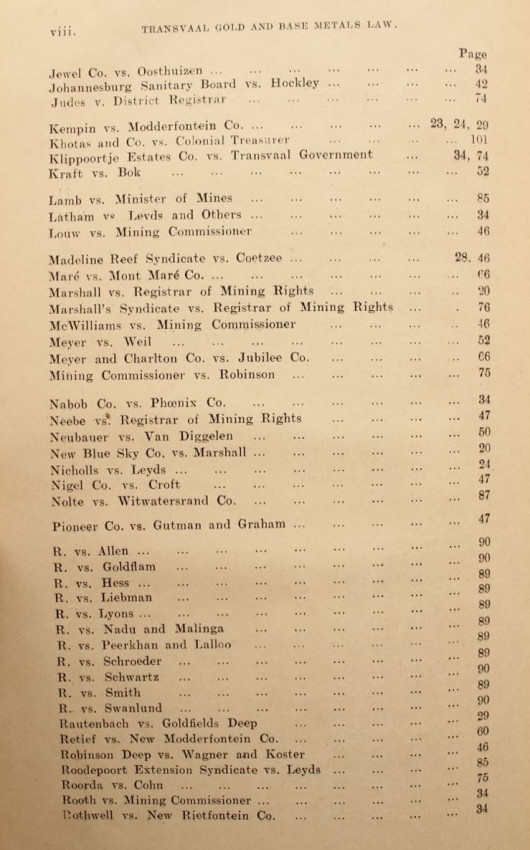 viii. TRANSVAAL GOLD AND BASE METALS LAW.
Page
Jewel Co. vs. Oosthuizen ... ... ... ... ... ... ... 34
Johannesburg Sanitary Board vs. Hockley ... ... ... ... ... 42
Judes v. District Registrar ... ... ... ... ... ... 74
Kempin vs. Modderfontein Co. ... ... ... ... ... ... 23, 24, 29
Khotas and Co. vs. Colonial Treasurer ... ... ... ... ... 101
Klippoortje Estates Co. vs. Transvaal Government ... 34, 74
Kraft vs. Bok ... ... ... ... ... ... ... ... 52
Lamb vs. Minister of Mines ... ... ... ... ... ... 85
Latham vs Leyds and Others ... ... ... ... ... ... 34
Louw vs. Mining Commissioner ... ... ... ... ... ... 46
Madeline Reef Syndicate vs. Coetzee ... ... ... ... 28, 46
Maré vs. Mont Maré Co. ... ... ... ... ... ... ... 66
Marshall vs. Registrar of Mining Rights ... ... ... .. 20
Marshall's Syndicate vs. Registrar of Mining Rights ... . 76
McWilliams vs. Mining Commissioner ... ... ... .. 46
Meyer vs. Weil ... ... ... ... ... ... ... ... 52
Meyer and Charlton Co. vs. Jubilee Co. ... ... ... .. 66
Mining Commissioner vs. Robinson ... ... ... ... ... 75
Nabob Co. vs. Phœnix Co. ... ... ... ... ... ... 34
Neebe vs. Registrar of Mining Rights ... ... ... ... 47
Neubauer vs. Van Diggelen ... ... ... ... ... ... 50
New Blue Sky Co. vs. Marshall ... ... ... ... ... ... 20
Nicholls vs. Leyds ... ... ... ... ... ... ... ... 24
Nigel Co. vs. Croft ... ... ... ... ... ... ... 47
Nolte vs. Witwatersrand Co. ... ... ... ... ... ... 87
Pioneer Co. vs. Gutman and Graham ... ... ... ... ... 47
R. vs. Allen ... ... ... ... ... ... ... ... ... 90
R. vs. Goldflam ... ... ... ... ... ... ... ... 90
R. vs. Hess ... ... ... ... ... ... ... ... ... 89
R. vs. Liebman ... ... ... ... ... ... ... ... 89
R. vs. Lyons ... ... ... ... ... ... ... ... ... 89
R. vs. Nadu and Malinga ... ... ... ... ... ... 89
R. vs. Peerkhan and Lalloo ... ... ... ... ... ... 89
R. vs. Schroeder ... ... ... ... ... ... ... ... 89
R. vs. Schwartz ... ... ... ... ... ... ... ... 90
R. vs. Smith ... ... ... ... ... ... ... ... 89
R. vs. Swanlund ... ... ... ... ... ... ... ... 90
Rautenbach vs. Goldfields Deep ... ... ... ... ... 29
Retief vs. New Modderfontein Co. ... ... ... ... ... 60
Robinson Deep vs. Wagner and Koster ... ... ... ... 46
Roodepoort Extension Syndicate vs. Leyds ... ... ... ... 85
Roorda vs. Cohn ... ... ... ... ... ... ... ... 75
Rooth vs. Mining Commissioner ... ... ... ... ... ... 34
Rothwell vs. New Rietfontein Co. ... ... ... ... ... 34